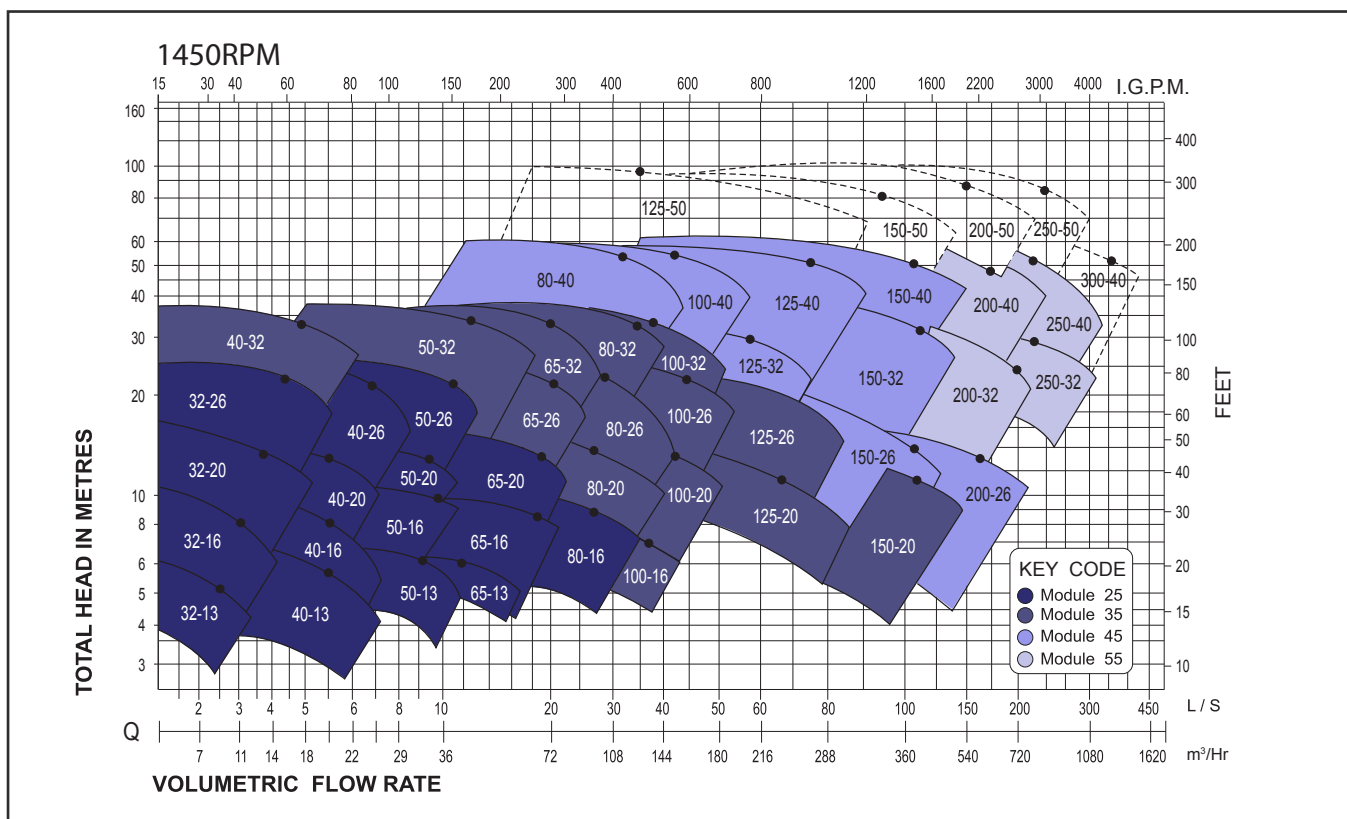 1450RPM
15 30 40 60 80 100 150 200 300 400 600 800 1200 1600 2200 3000 4000 I.G.P.M.
160
400
100
300
80
125-50
150-50 200-50 250-50
60
200
50
80-40 100-40 125-40 150-40 200-40 250-40 300-40
150
40
40-32 50-32 65-32 80-32 100-32 125-32 150-32 200-32 250-32
30
100
80
20
32-26 40-26 50-26 65-26 80-26 100-26 125-26 150-26 200-26
60
50
32-20 40-20 50-20 65-20 80-20 100-20 125-20 150-20
40
10
30
8
32-16 40-16 50-16 65-16 80-16 100-16
6
20
5
32-13 40-13 50-13 65-13
15
4
3
10
TOTAL HEAD IN METRES
FEET
KEY CODE
Module 25
Module 35
Module 45
Module 55
2 3 4 5 6 8 10 20 30 40 50 60 80 100 150 200 300 450 L / S
Q
7 11 14 18 22 29 36 72 108 144 180 216 288 360 540 720 1080 1620 m³/Hr
VOLUMETRIC FLOW RATE